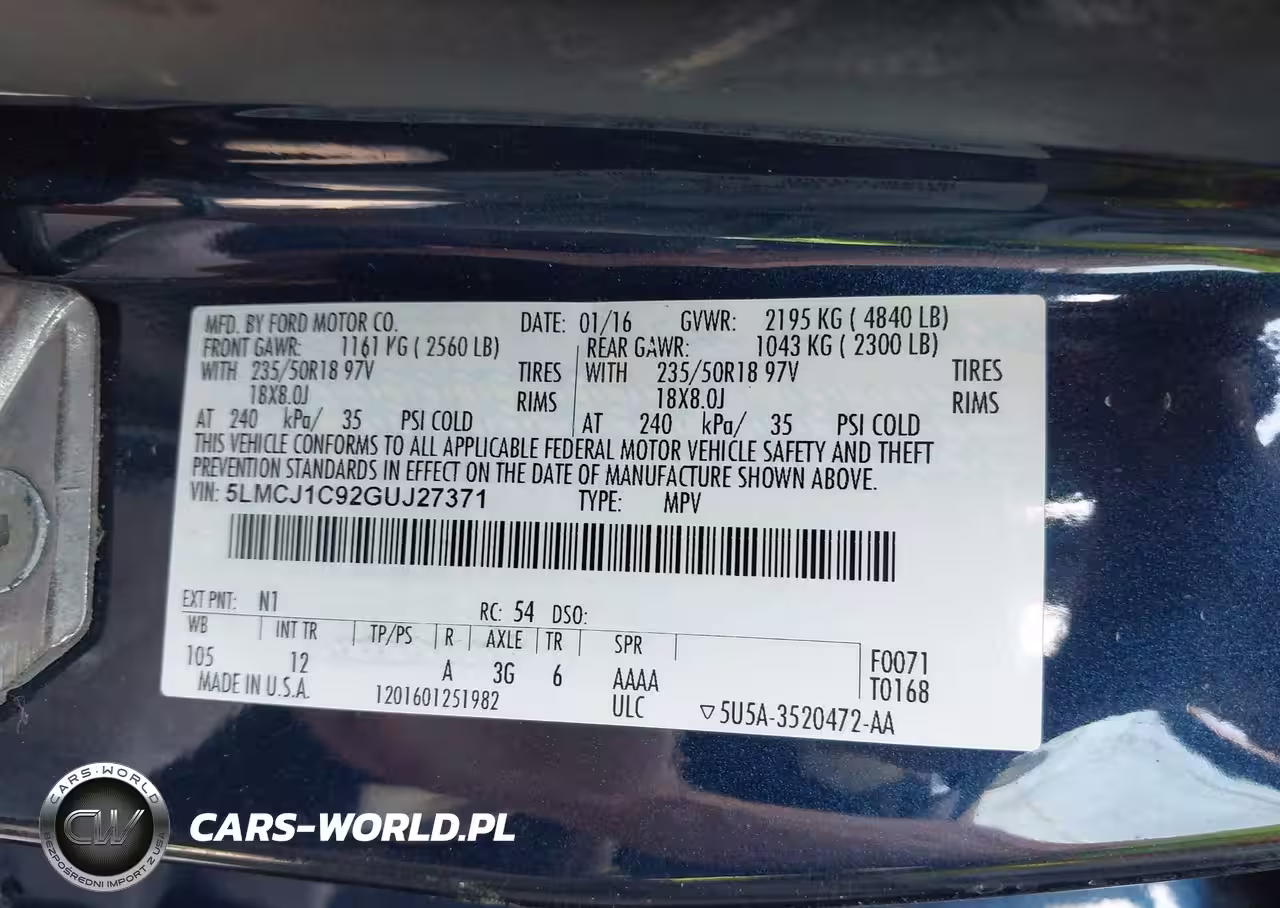 MFD. BY FORD MOTOR CO. DATE: 01/16 GVWR: 2195 KG ( 4840 LB)
FRONT GAWR: 1161 KG ( 2560 LB) REAR GAWR: 1043 KG ( 2300 LB)
WITH 235/50R18 97V TIRES WITH 235/50R18 97V TIRES
18X8.0J RIMS 18X8.0J RIMS
AT 240 kPa/ 35 PSI COLD AT 240 kPa/ 35 PSI COLD
THIS VEHICLE CONFORMS TO ALL APPLICABLE FEDERAL MOTOR VEHICLE SAFETY AND THEFT
PREVENTION STANDARDS IN EFFECT ON THE DATE OF MANUFACTURE SHOWN ABOVE.
VIN: 5LMCJ1C92GUJ27371 TYPE: MPV
EXT PNT: N1 RC: 54 DSO:
WB INT TR TP/PS R AXLE TR SPR
105 12 A 3G 6 AAAA F0071
MADE IN U.S.A. 1201601251982 ULC T0168
▽5U5A-3520472-AA
CARS-WORLD
CW
BEZPOŚREDNI IMPORT Z USA
CARS-WORLD.PL